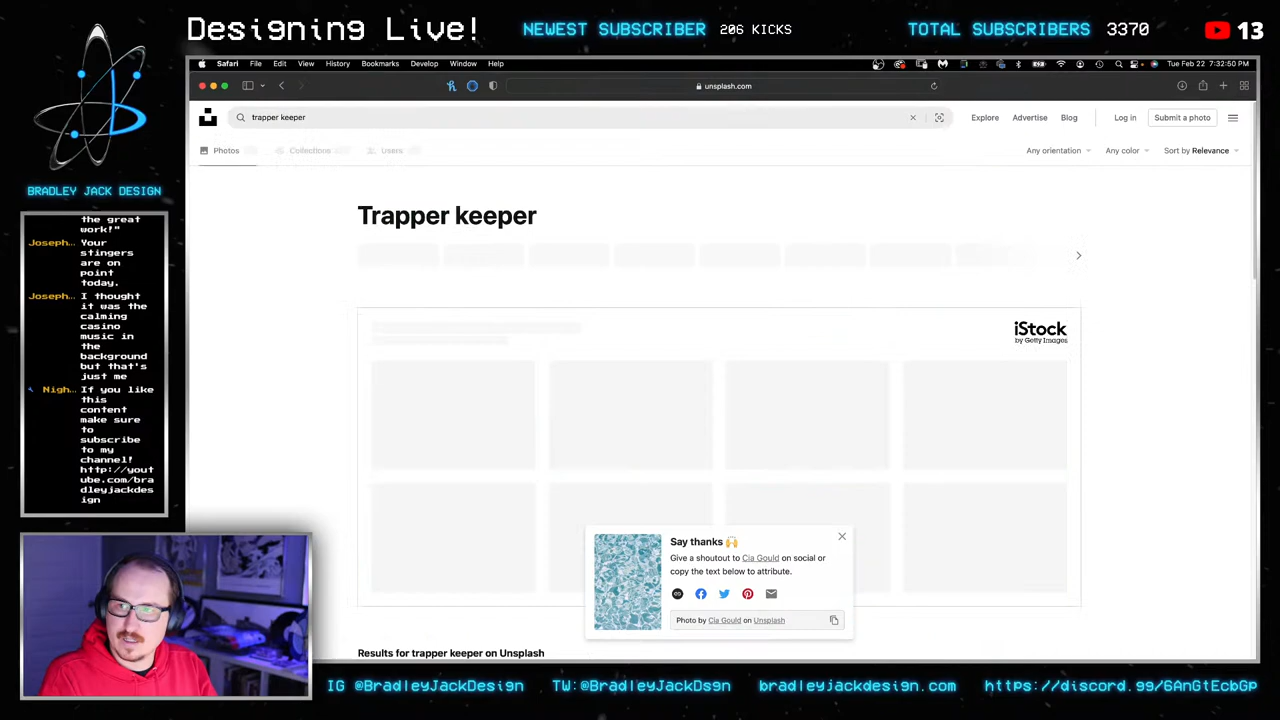 Designing Live!
NEWEST SUBSCRIBER 206 KICKS
TOTAL SUBSCRIBERS 3370
13
Safari File Edit View History Bookmarks Develop Window Help
Tue Feb 22 7:32:50 PM
unsplash.com
trapper keeper
Explore Advertise Blog Log in Submit a photo
Photos Collections Users
Any orientation Any color Sort by Relevance
Trapper keeper
iStock
by Getty Images
Say thanks 🙌
Give a shoutout to Cia Gould on social or
copy the text below to attribute.
Photo by Cia Gould on Unsplash
Results for trapper keeper on Unsplash
BRADLEY JACK DESIGN
the great
work!"
Joseph… Your
stingers
are on
point
today.
Joseph… I thought
it was the
calming
casino
music in
the
background
but that's
just me
Nigh… If you like
this
content
make sure
to
subscribe
to my
channel!
http://yout
ube.com/bra
dleyjackdes
ign
IG @BradleyJackDesign TW:@BradleyJackDsgn bradleyjackdesign.com https://discord.gg/6AnGtEcbGp